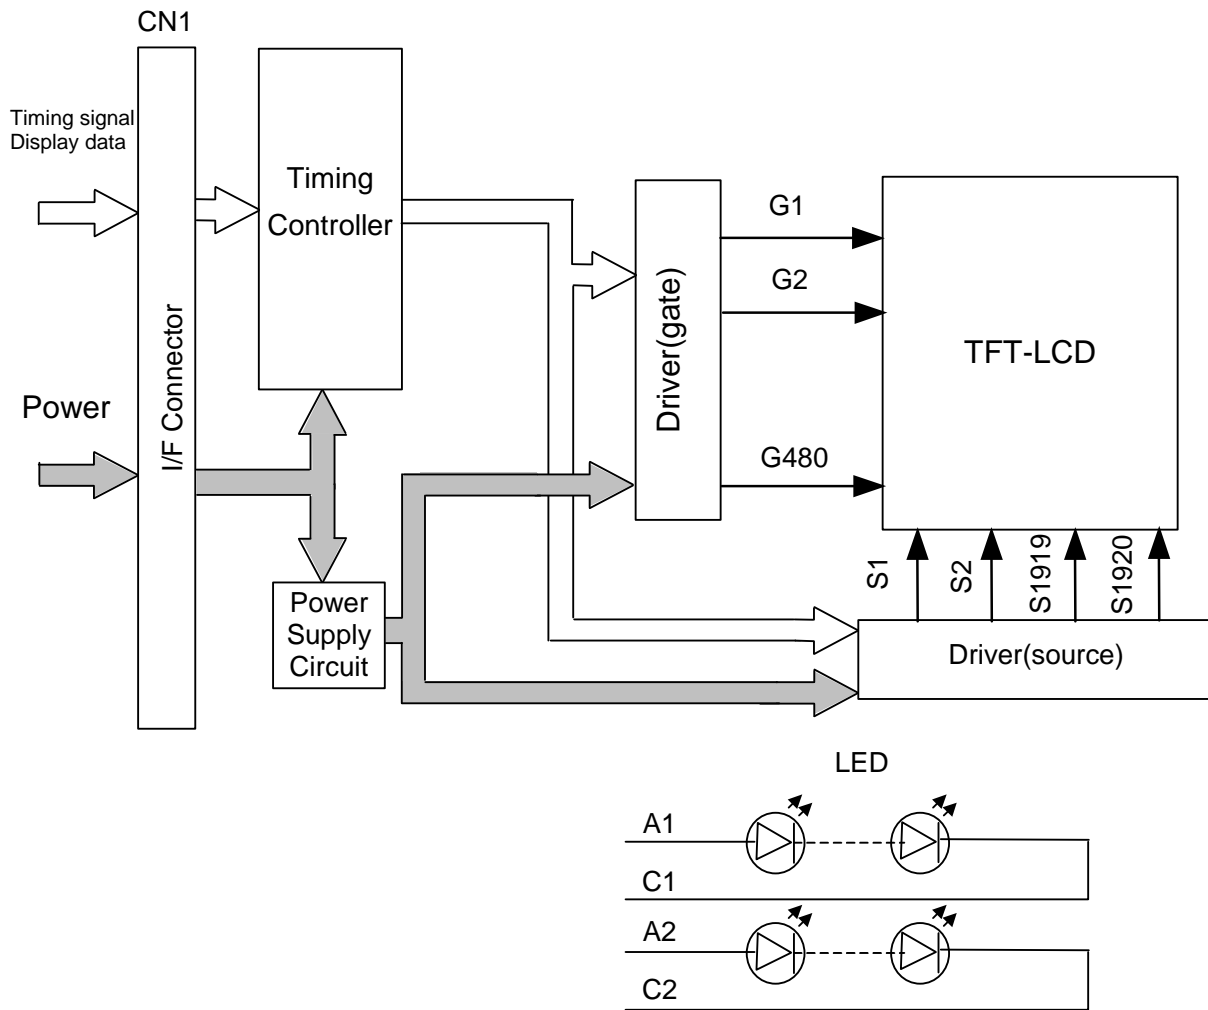 CN1
Timing signal
Display data
Power
I/F Connector
Timing
Controller
Power
Supply
Circuit
Driver(gate)
G1
G2
G480
TFT-LCD
S1
S2
S1919
S1920
Driver(source)
LED
A1
C1
A2
C2